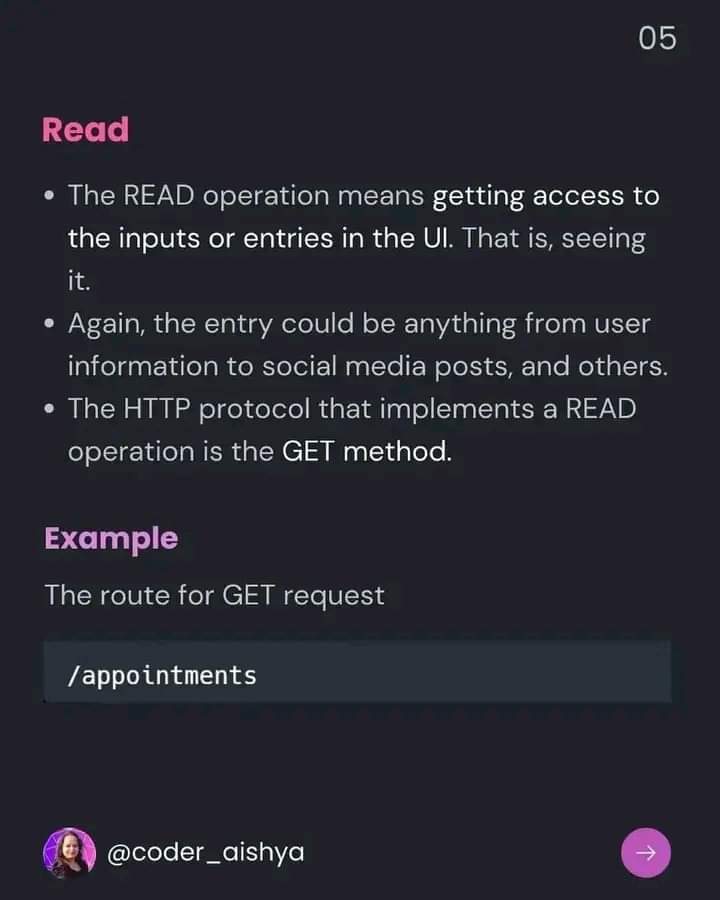 05
Read
• The READ operation means getting access to
the inputs or entries in the UI. That is, seeing
it.
• Again, the entry could be anything from user
information to social media posts, and others.
• The HTTP protocol that implements a READ
operation is the GET method.
Example
The route for GET request
/appointments
@coder_aishya